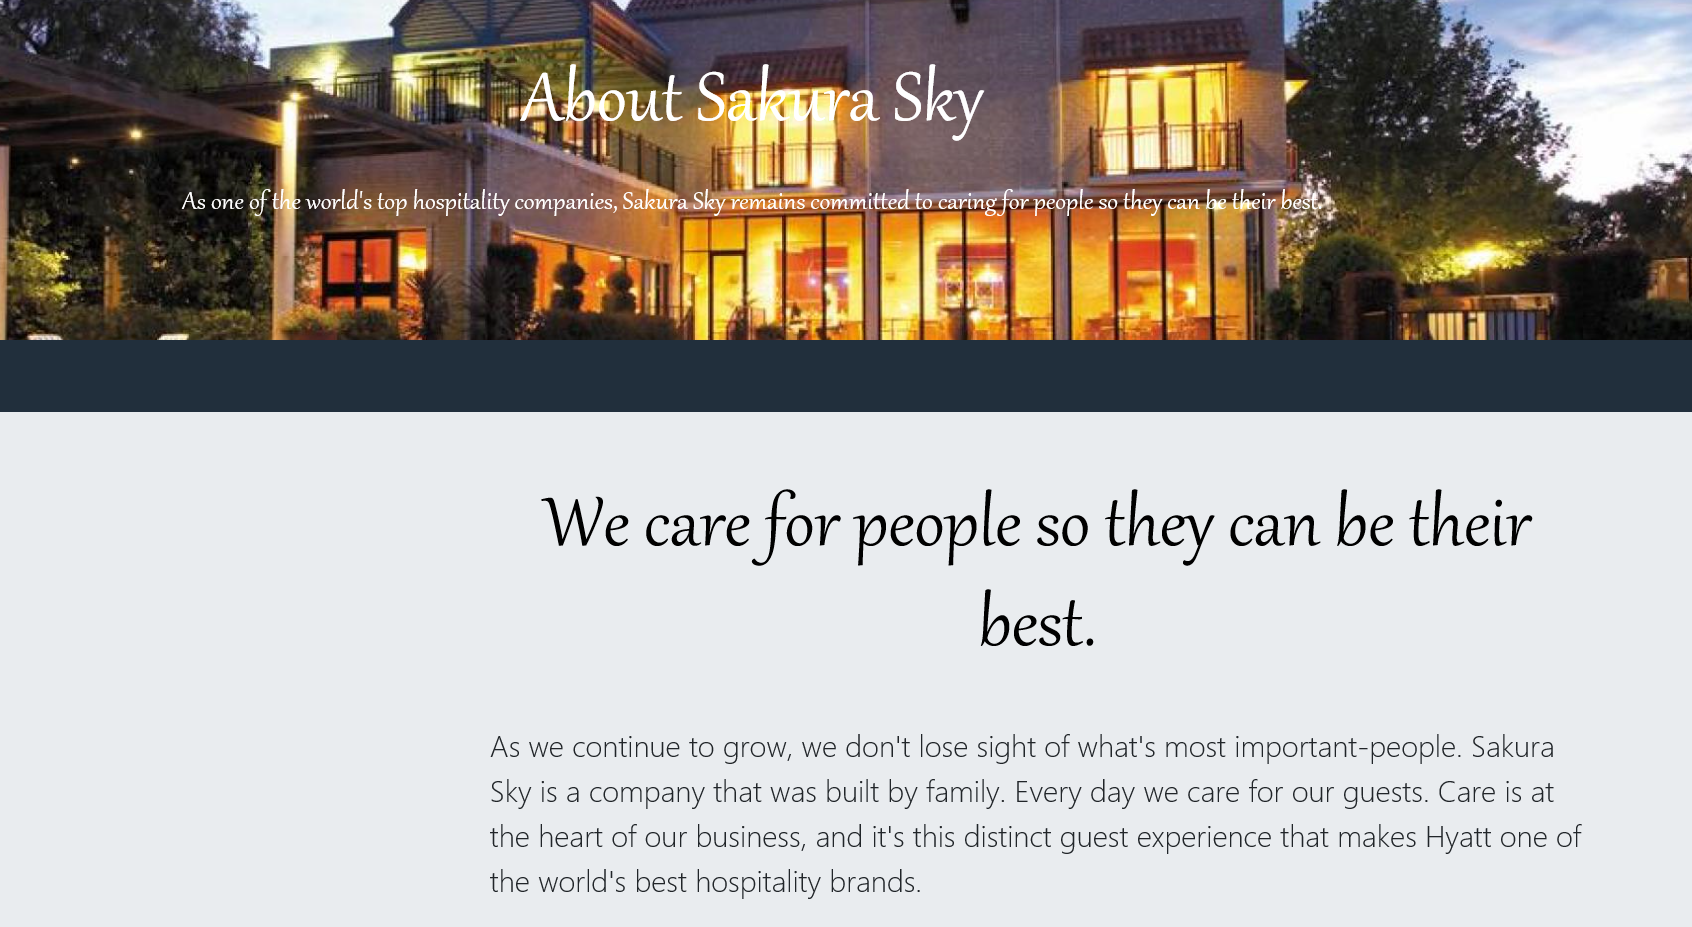 About Sakura Sky
As one of the world's top hospitality companies, Sakura Sky remains committed to caring for people so they can be their best.
We care for people so they can be their
best.
As we continue to grow, we don't lose sight of what's most important-people. Sakura
Sky is a company that was built by family. Every day we care for our guests. Care is at
the heart of our business, and it's this distinct guest experience that makes Hyatt one of
the world's best hospitality brands.